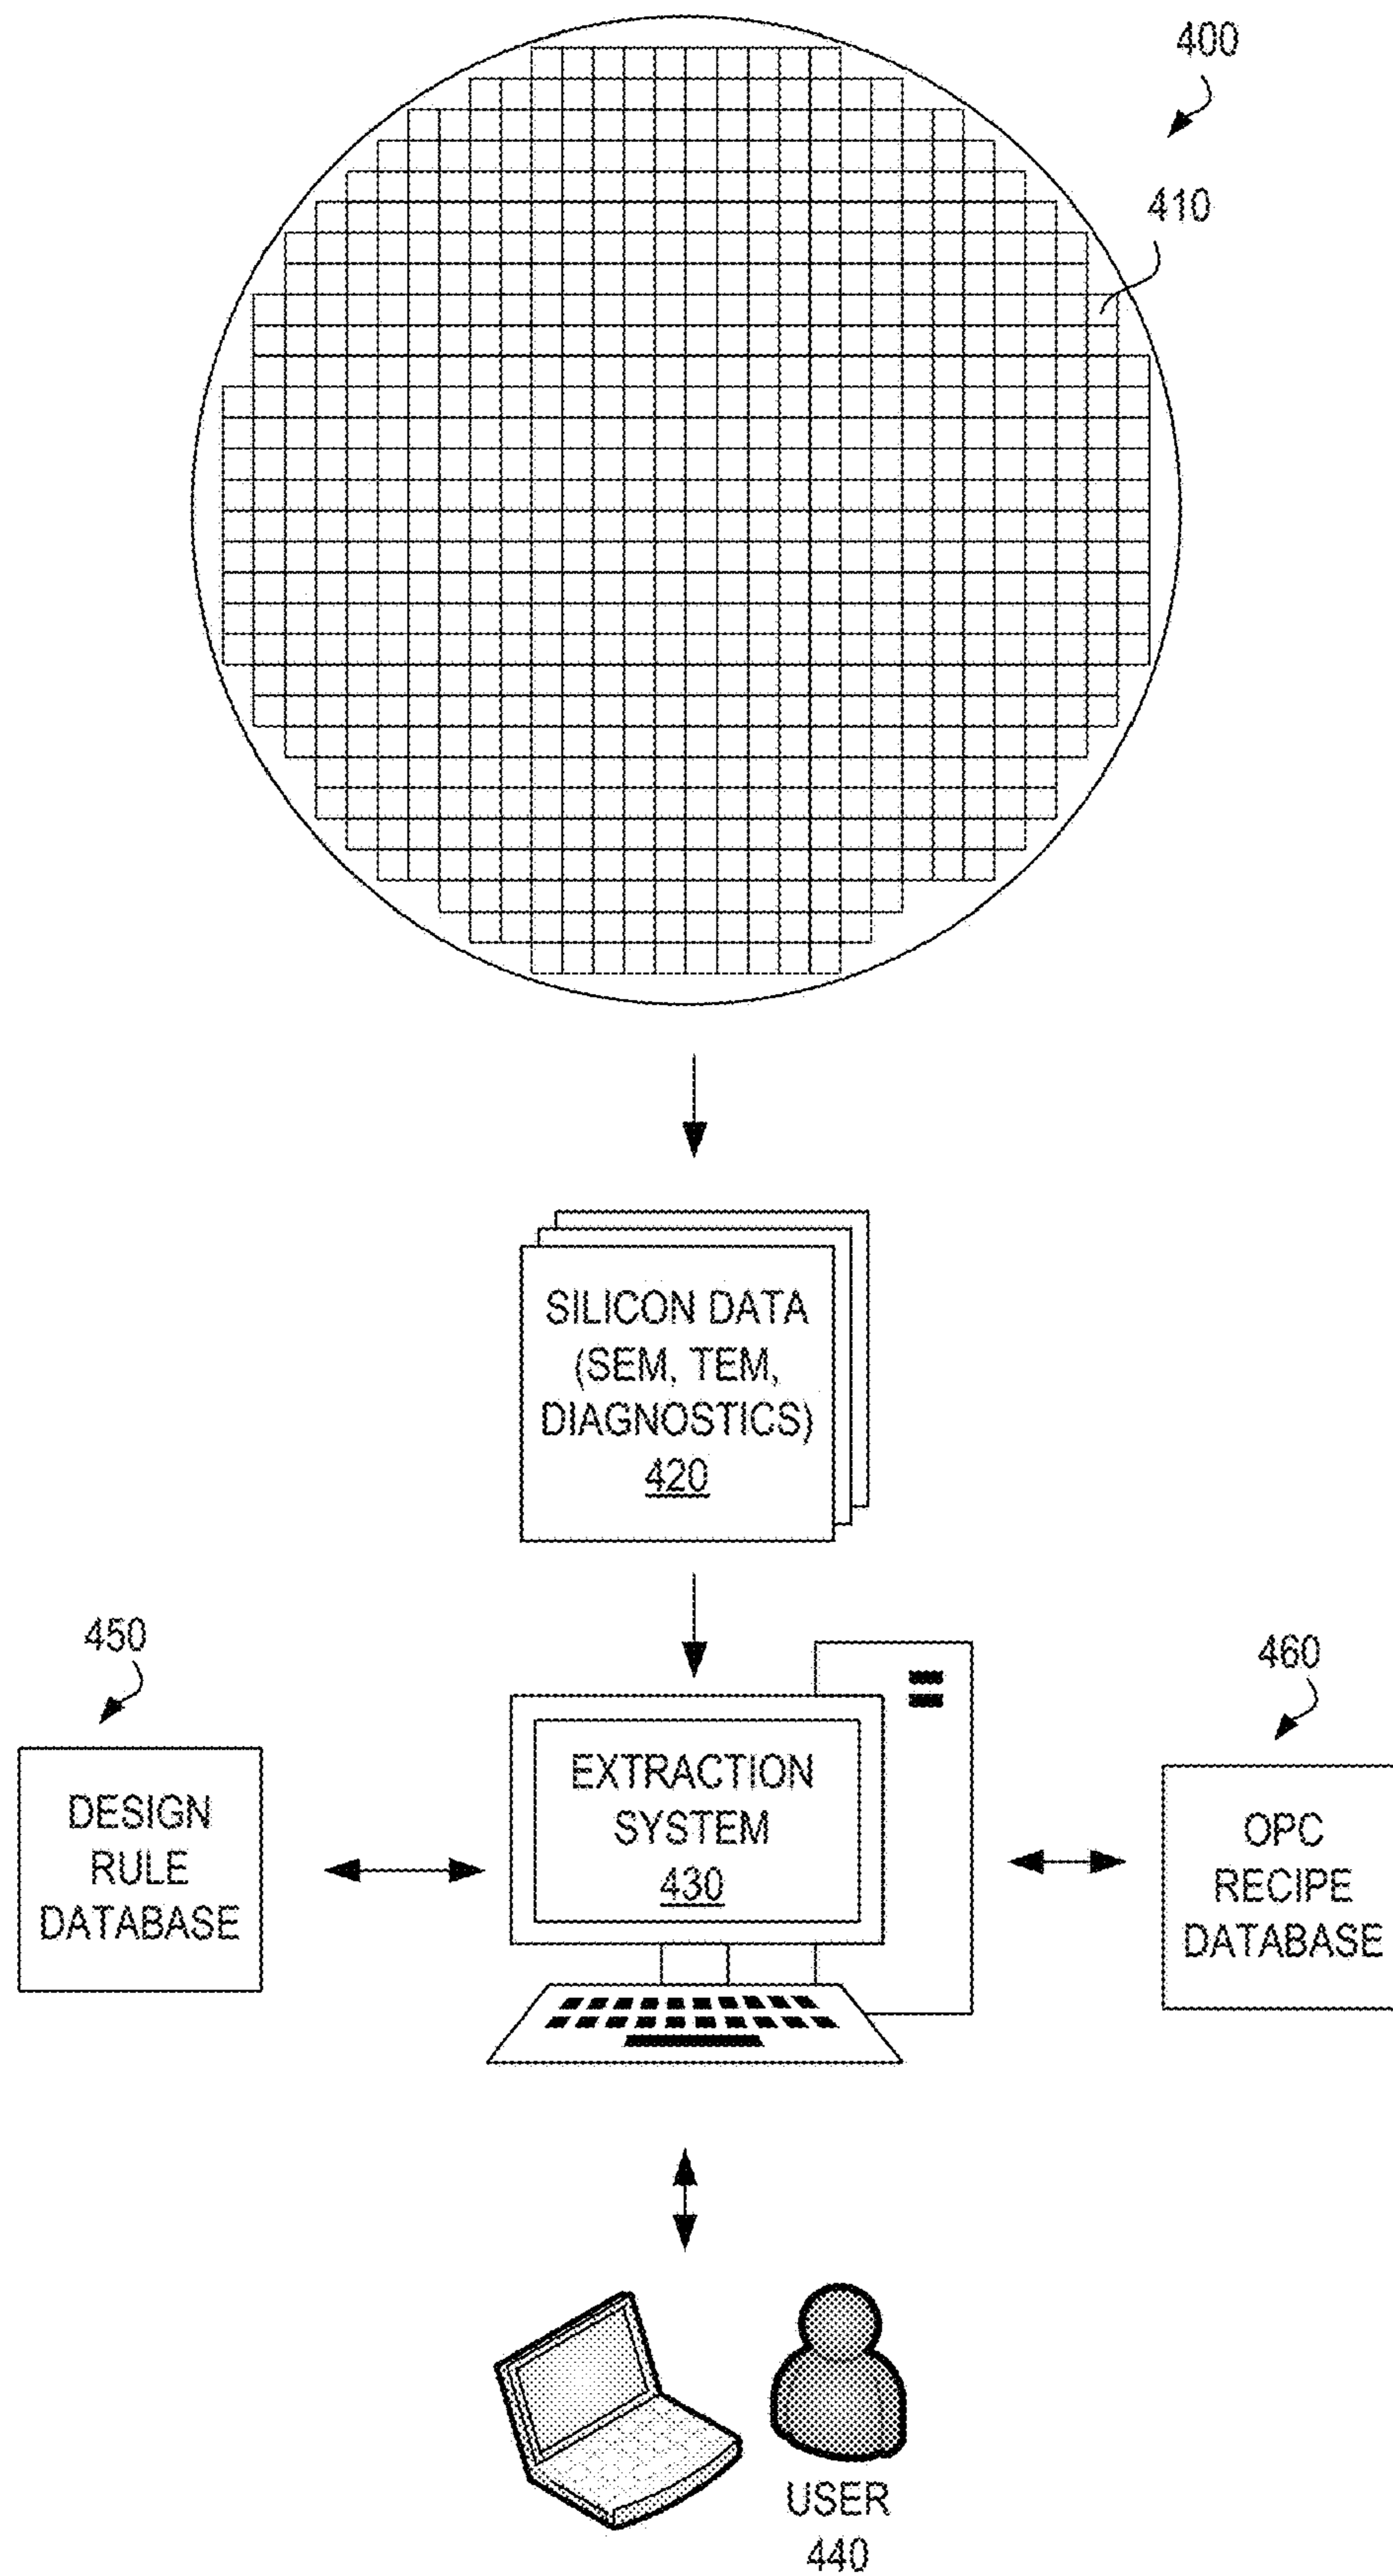 400
410
SILICON DATA
(SEM, TEM,
DIAGNOSTICS)
420
450
460
DESIGN
RULE
DATABASE
EXTRACTION
SYSTEM
430
OPC
RECIPE
DATABASE
USER
440